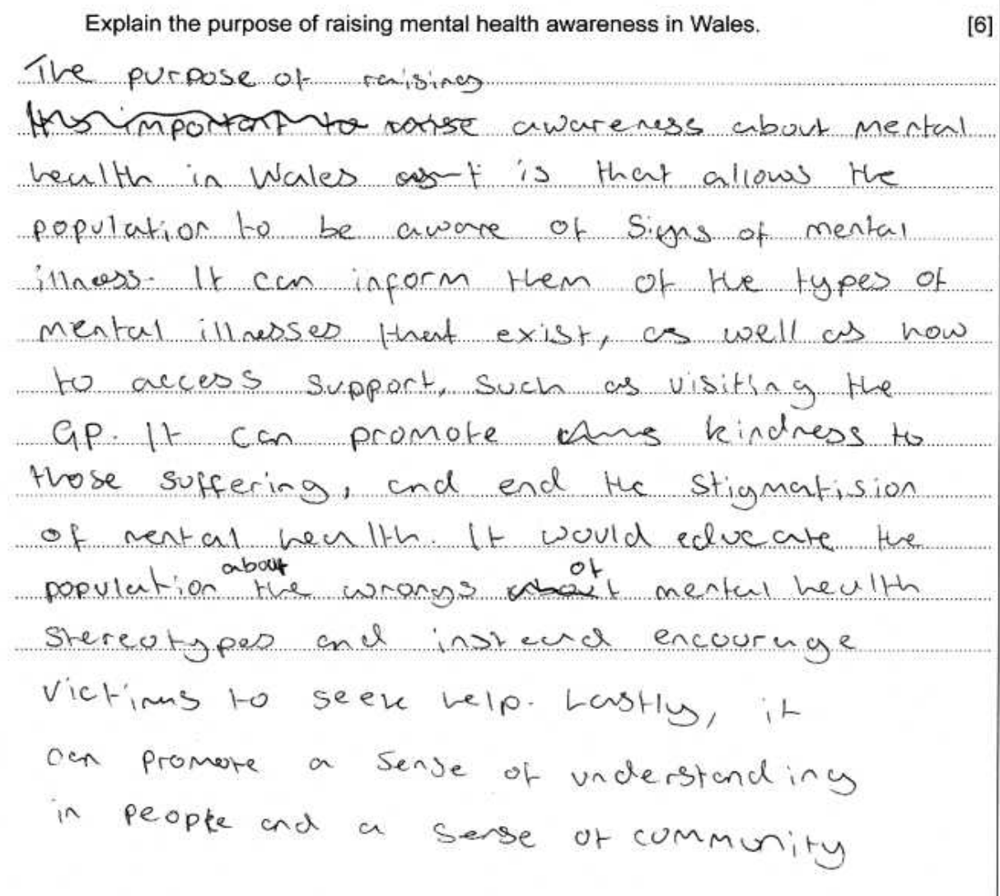 Explain the purpose of raising mental health awareness in Wales. [6]
The purpose of raising
Its important to raise awareness about mental
health in Wales is that allows the
population to be aware of Signs of mental
illness. It can inform them of the types of
mental illnesses that exist, as well as how
to access support, such as visiting the
GP. It can promote kindness to
those suffering, and end the stigmatision
of mental health. It would educate the
population about the wrongs of mental health
stereotypes and instead encourage
victims to seek help. Lastly, it
can promote a sense of understanding
in people and a sense of community